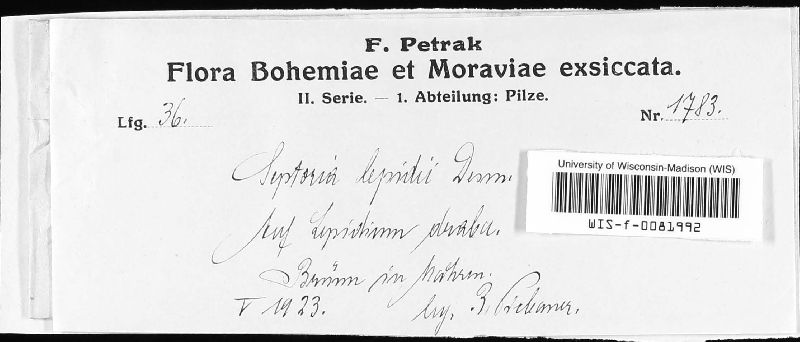 F. Petrak
Flora Bohemiae et Moraviae exsiccata.
II. Serie. — 1. Abteilung: Pilze.
Lfg. 36.
Nr. 1783.
Septoria lepidii Desm.
Auf Lepidium draba.
Brünn in Mähren.
V 1923. leg. R. Picbauer.
University of Wisconsin-Madison (WIS)
WIS-f-0081992